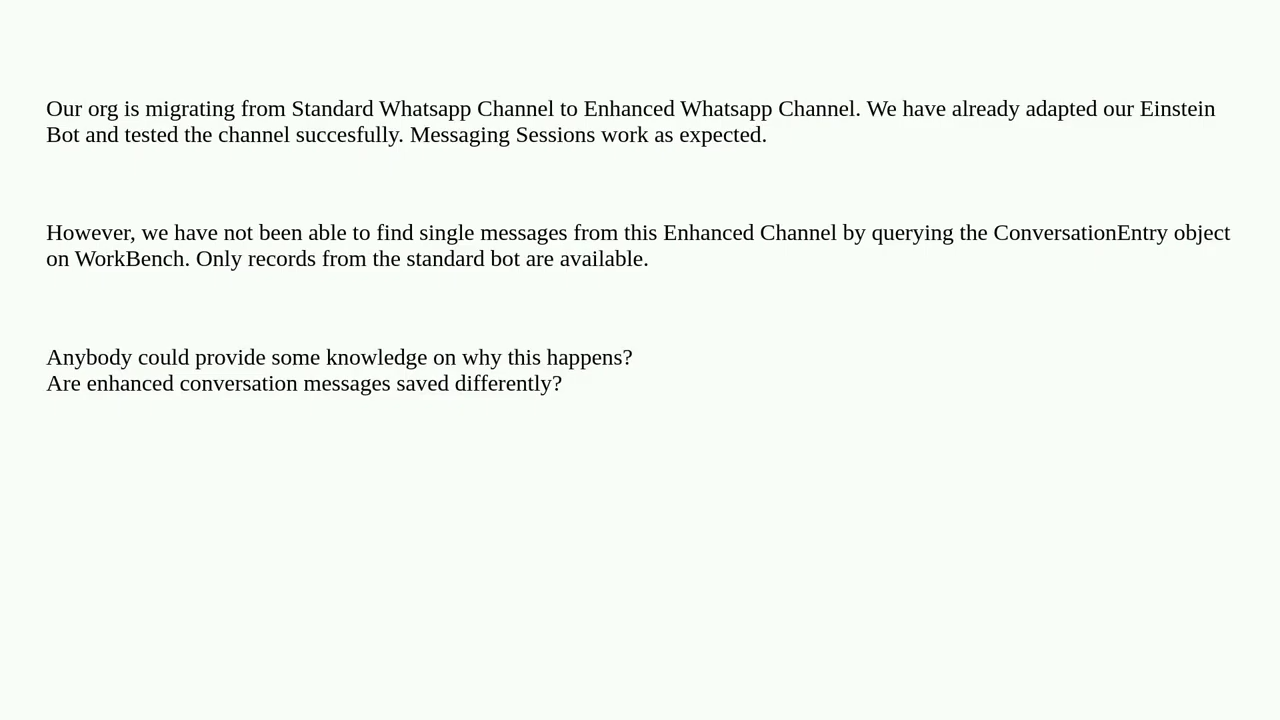 Our org is migrating from Standard Whatsapp Channel to Enhanced Whatsapp Channel. We have already adapted our Einstein
Bot and tested the channel succesfully. Messaging Sessions work as expected.
However, we have not been able to find single messages from this Enhanced Channel by querying the ConversationEntry object
on WorkBench. Only records from the standard bot are available.
Anybody could provide some knowledge on why this happens?
Are enhanced conversation messages saved differently?